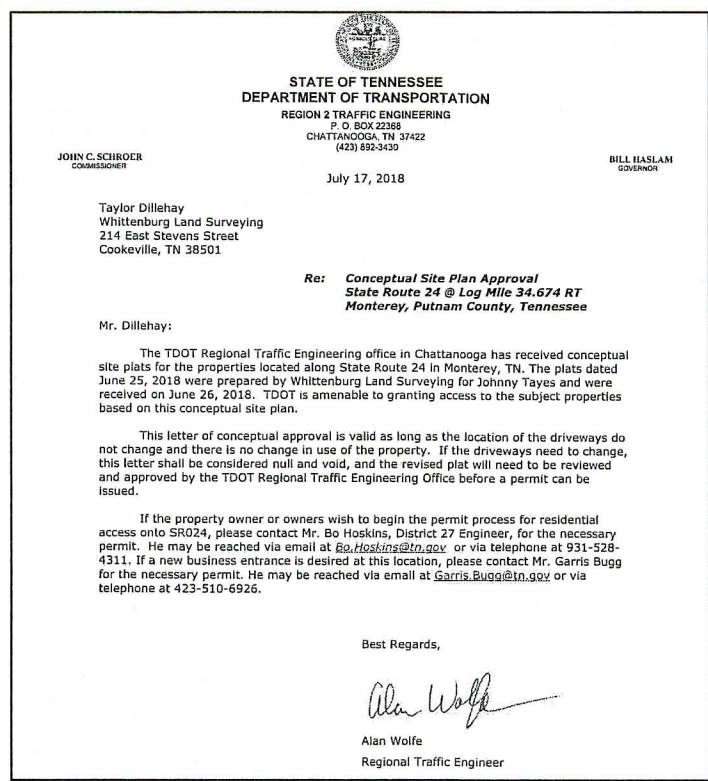 STATE OF TENNESSEE
DEPARTMENT OF TRANSPORTATION
REGION 2 TRAFFIC ENGINEERING
P. O. BOX 22368
CHATTANOOGA, TN 37422
(423) 892-3430
JOHN C. SCHROER
COMMISSIONER
BILL HASLAM
GOVERNOR
July 17, 2018
Taylor Dillehay
Whittenburg Land Surveying
214 East Stevens Street
Cookeville, TN 38501
Re: Conceptual Site Plan Approval
State Route 24 @ Log Mile 34.674 RT
Monterey, Putnam County, Tennessee
Mr. Dillehay:
The TDOT Regional Traffic Engineering office in Chattanooga has received conceptual
site plats for the properties located along State Route 24 in Monterey, TN. The plats dated
June 25, 2018 were prepared by Whittenburg Land Surveying for Johnny Tayes and were
received on June 26, 2018. TDOT is amenable to granting access to the subject properties
based on this conceptual site plan.
This letter of conceptual approval is valid as long as the location of the driveways do
not change and there is no change in use of the property. If the driveways need to change,
this letter shall be considered null and void, and the revised plat will need to be reviewed
and approved by the TDOT Regional Traffic Engineering Office before a permit can be
issued.
If the property owner or owners wish to begin the permit process for residential
access onto SR024, please contact Mr. Bo Hoskins, District 27 Engineer, for the necessary
permit. He may be reached via email at Bo.Hoskins@tn.gov or via telephone at 931-528-
4311. If a new business entrance is desired at this location, please contact Mr. Garris Bugg
for the necessary permit. He may be reached via email at Garris.Bugg@tn.gov or via
telephone at 423-510-6926.
Best Regards,
Alan Wolfe
Alan Wolfe
Regional Traffic Engineer